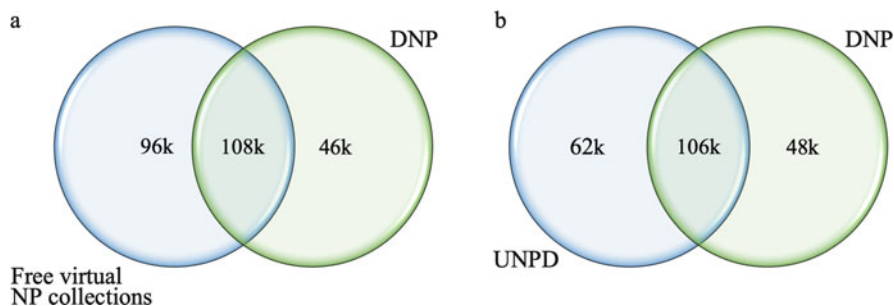 a
DNP
96k 108k 46k
Free virtual
NP collections
b
DNP
62k 106k 48k
UNPD